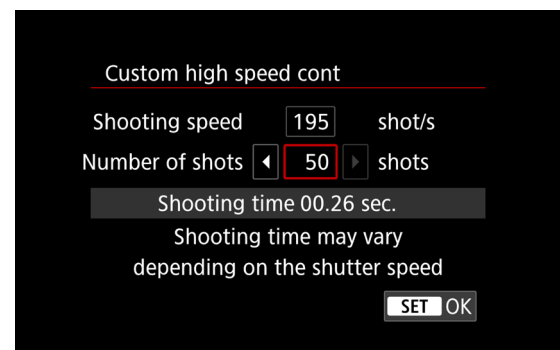 Custom high speed cont
Shooting speed 195 shot/s
Number of shots 50 shots
Shooting time 00.26 sec.
Shooting time may vary
depending on the shutter speed
SET OK